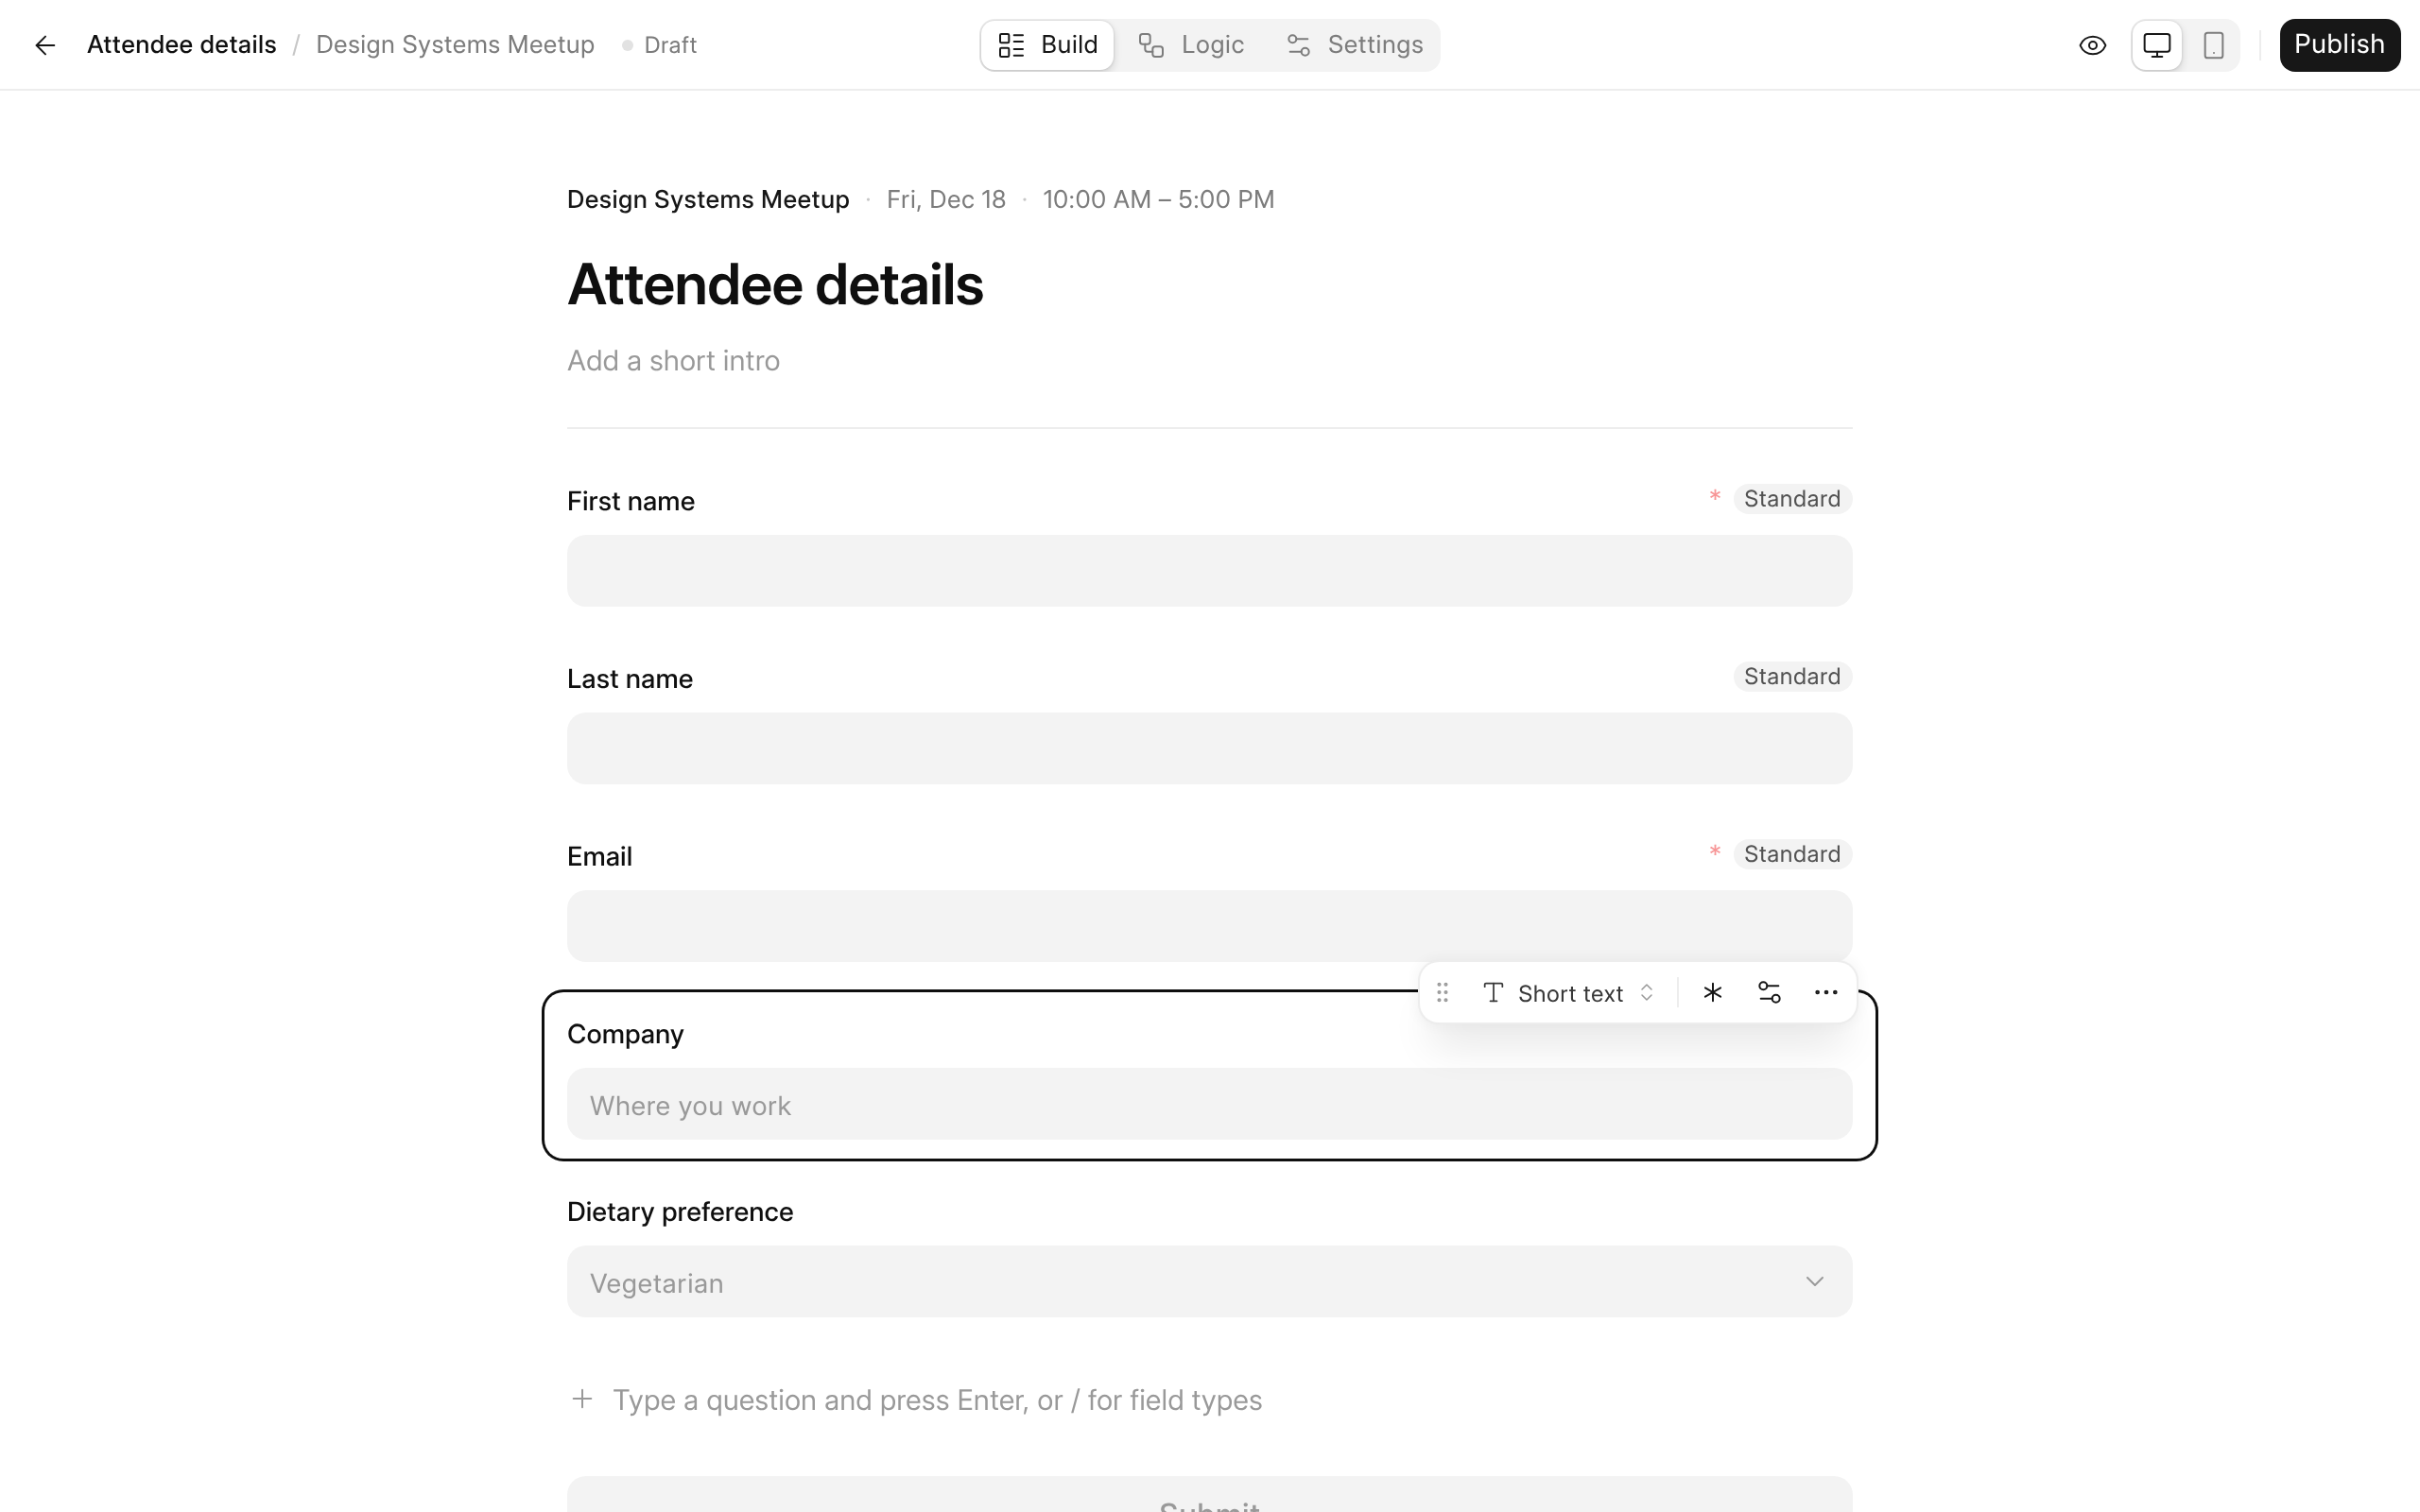 Attendee details / Design Systems Meetup Draft Build Logic Settings Publish
Design Systems Meetup · Fri, Dec 18 · 10:00 AM – 5:00 PM
Attendee details
Add a short intro
First name * Standard
Last name Standard
Email * Standard
Short text
Company
Where you work
Dietary preference
Vegetarian
Type a question and press Enter, or / for field types
Submit